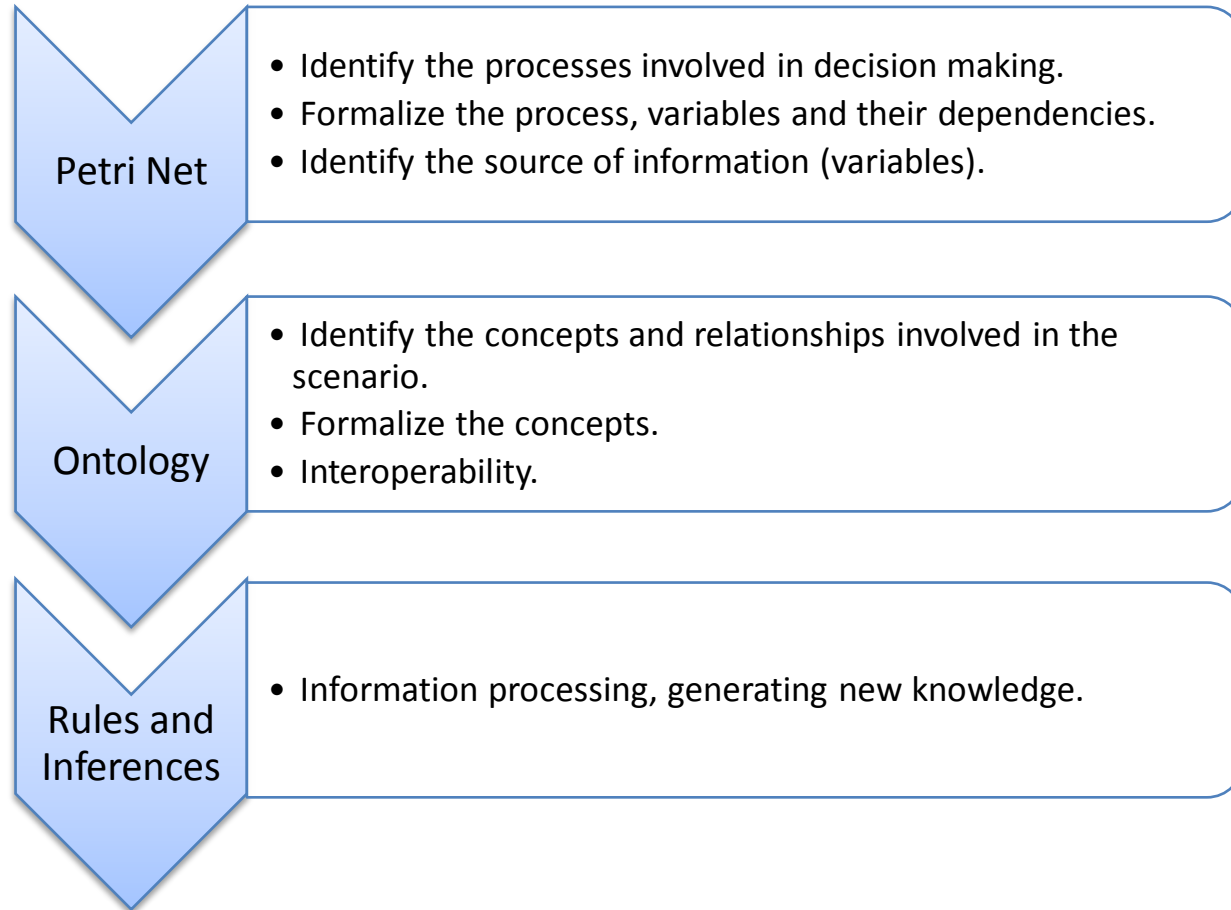 Petri Net
• Identify the processes involved in decision making.
• Formalize the process, variables and their dependencies.
• Identify the source of information (variables).
Ontology
• Identify the concepts and relationships involved in the
scenario.
• Formalize the concepts.
• Interoperability.
Rules and
Inferences
• Information processing, generating new knowledge.